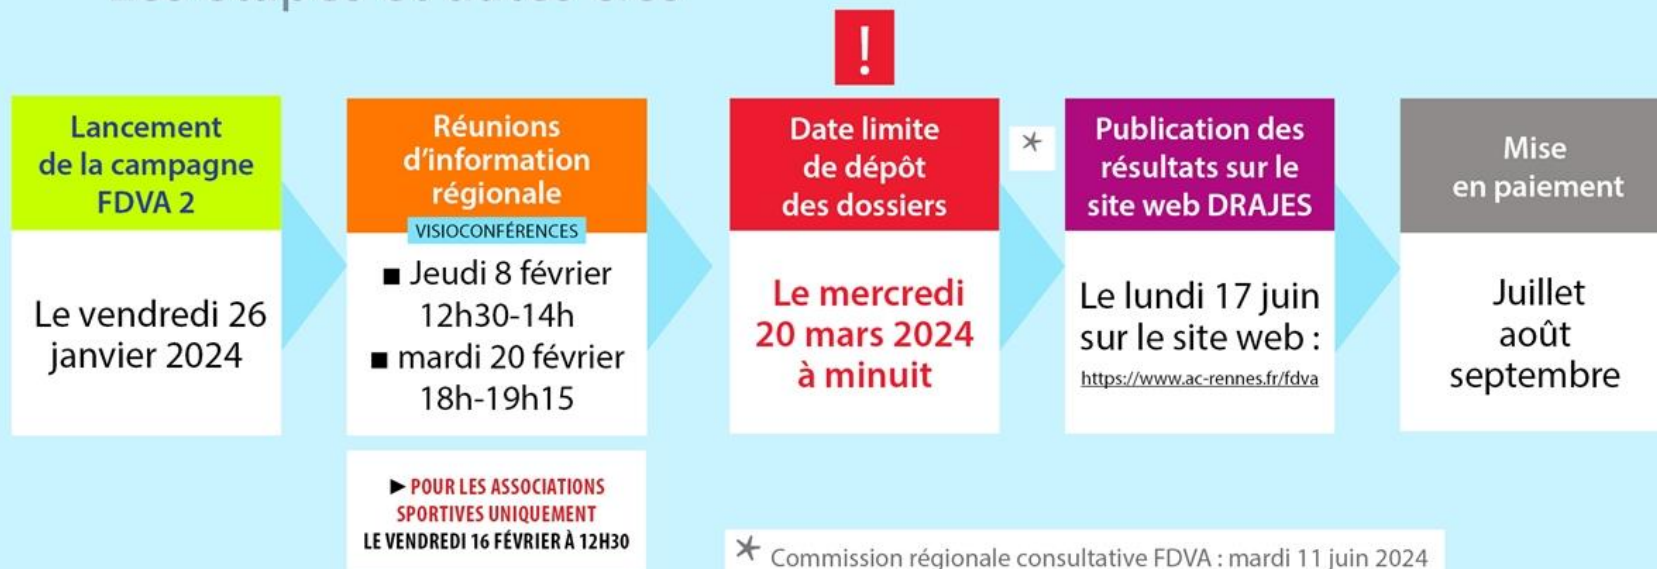 !
Lancement
de la campagne
FDVA 2
Le vendredi 26
janvier 2024
Réunions
d'information
régionale
VISIOCONFÉRENCES
■ Jeudi 8 février
12h30-14h
■ mardi 20 février
18h-19h15
► POUR LES ASSOCIATIONS
SPORTIVES UNIQUEMENT
LE VENDREDI 16 FÉVRIER À 12H30
Date limite
de dépôt
des dossiers
Le mercredi
20 mars 2024
à minuit
*
Publication des
résultats sur le
site web DRAJES
Le lundi 17 juin
sur le site web :
https://www.ac-rennes.fr/fdva
Mise
en paiement
Juillet
août
septembre
* Commission régionale consultative FDVA : mardi 11 juin 2024